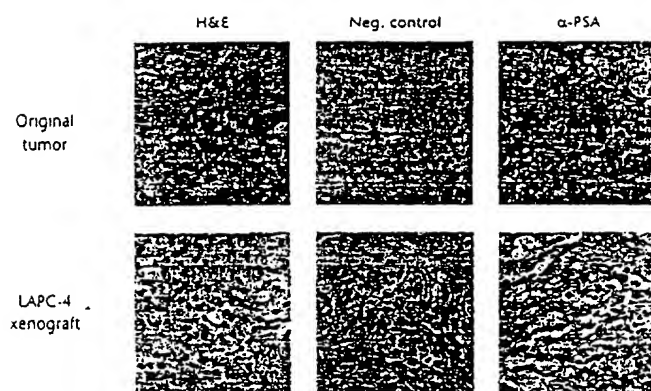 H&E Neg. control α-PSA
Original
tumor
LAPC-4
xenograft